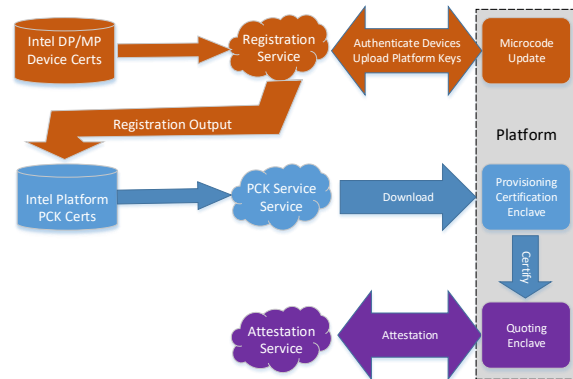 Intel DP/MP
Device Certs
Registration
Service
Authenticate Devices
Upload Platform Keys
Microcode
Update
Registration Output
Platform
Intel Platform
PCK Certs
PCK Service
Service
Download
Provisioning
Certification
Enclave
Certify
Attestation
Service
Attestation
Quoting
Enclave